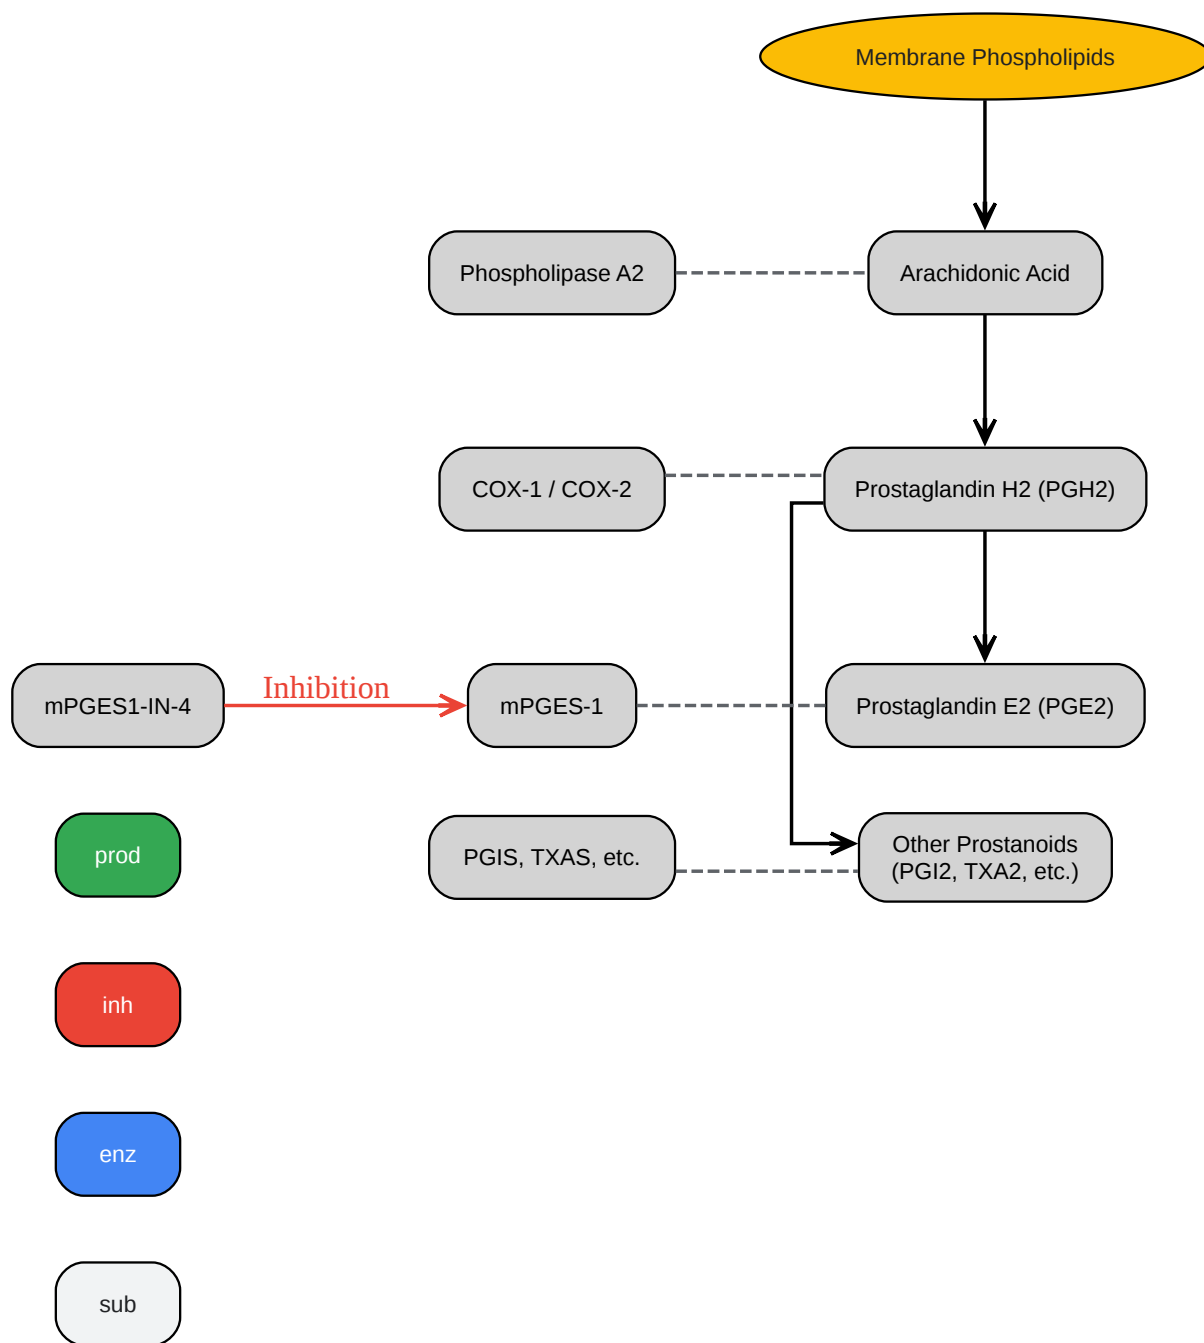 Membrane Phospholipids
Phospholipase A2
Arachidonic Acid
COX-1 / COX-2
Prostaglandin H2 (PGH2)
mPGES1-IN-4
Inhibition
mPGES-1
Prostaglandin E2 (PGE2)
prod
PGIS, TXAS, etc.
Other Prostanoids
(PGI2, TXA2, etc.)
inh
enz
sub